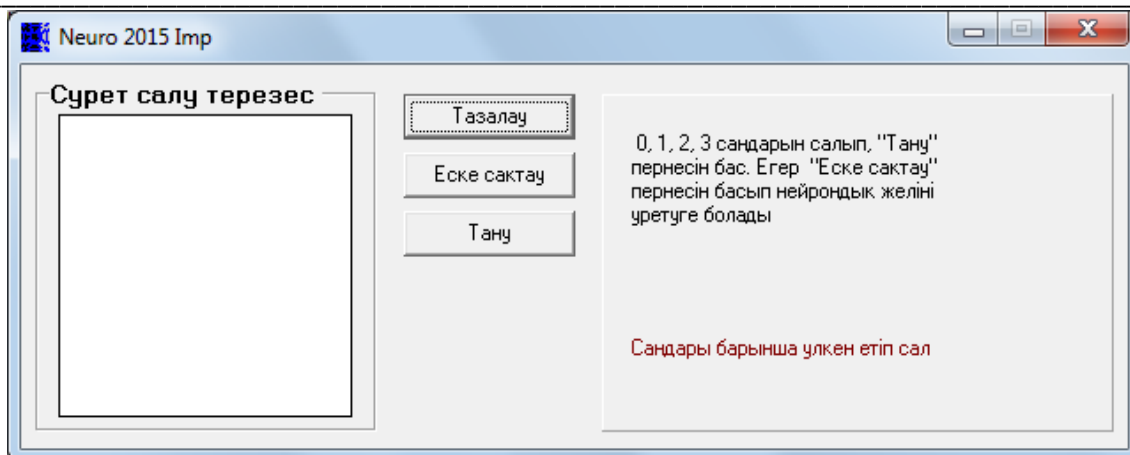 Neuro 2015 Imp
Сурет салу терезес
Тазалау
Еске сактау
Тану
0, 1, 2, 3 сандарын салып, "Тану"
пернесін бас. Егер "Еске сактау"
пернесін басып нейрондык желіні
уретуге болады
Сандары барынша улкен етіп сал